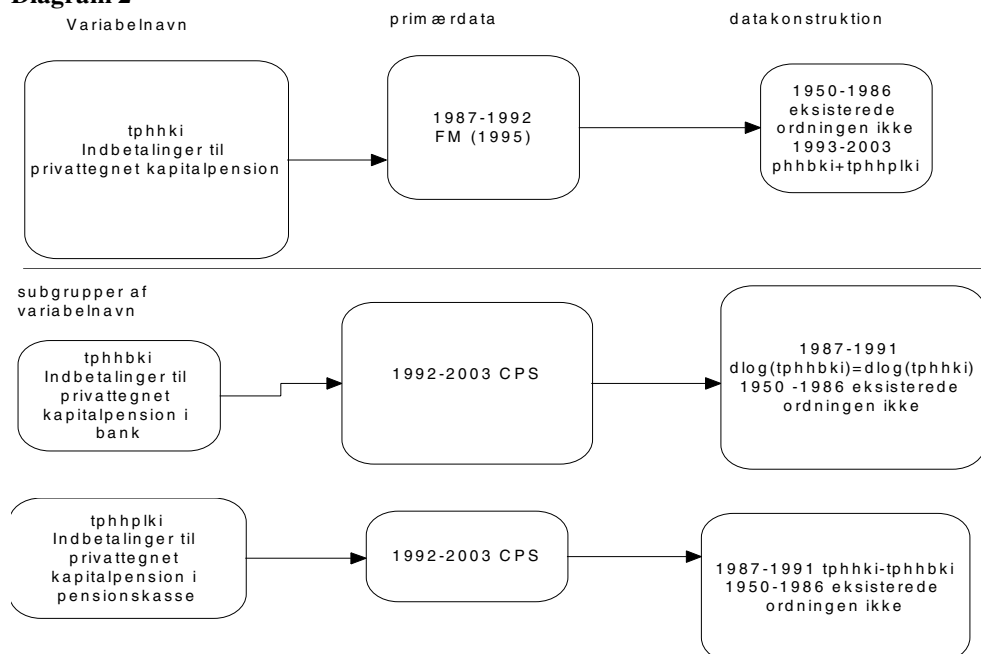 Diagram 2
Variabelnavn
primærdata
datakonstruktion
tphhki
Indbetalinger til
privattegnet kapitalpension
1987-1992
FM (1995)
1950-1986
eksisterede
ordningen ikke
1993-2003
phhbki+tphhplki
subgrupper af
variabelnavn
tphhbki
Indbetalinger til
privattegnet
kapitalpension i
bank
1992-2003 CPS
1987-1991
dlog(tphhbki)=dlog(tphhki)
1950 -1986 eksisterede
ordningen ikke
tphhplki
Indbetalinger til
privattegnet
kapitalpension i
pensionskasse
1992-2003 CPS
1987-1991 tphhki-tphhbki
1950-1986 eksisterede
ordningen ikke